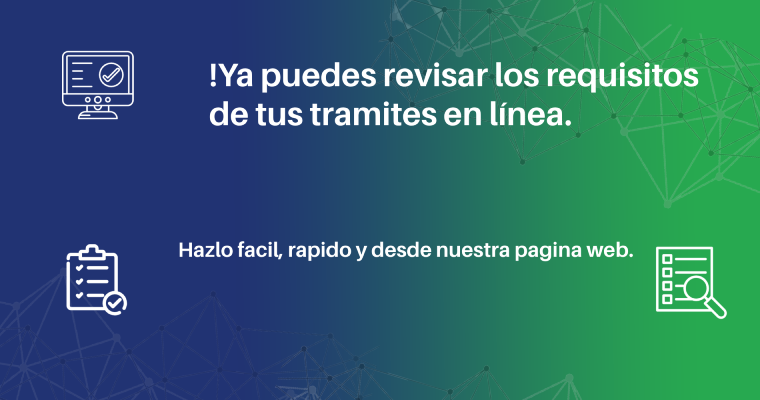 !Ya puedes revisar los requisitos
de tus tramites en línea.
Hazlo facil, rapido y desde nuestra pagina web.